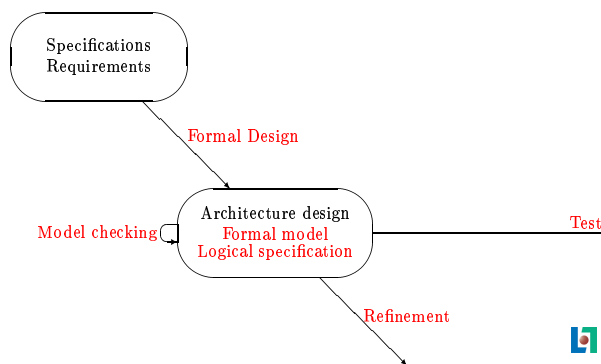 Specifications
Requirements
Formal Design
Architecture design
Formal model
Logical specification
Model checking
Test
Refinement